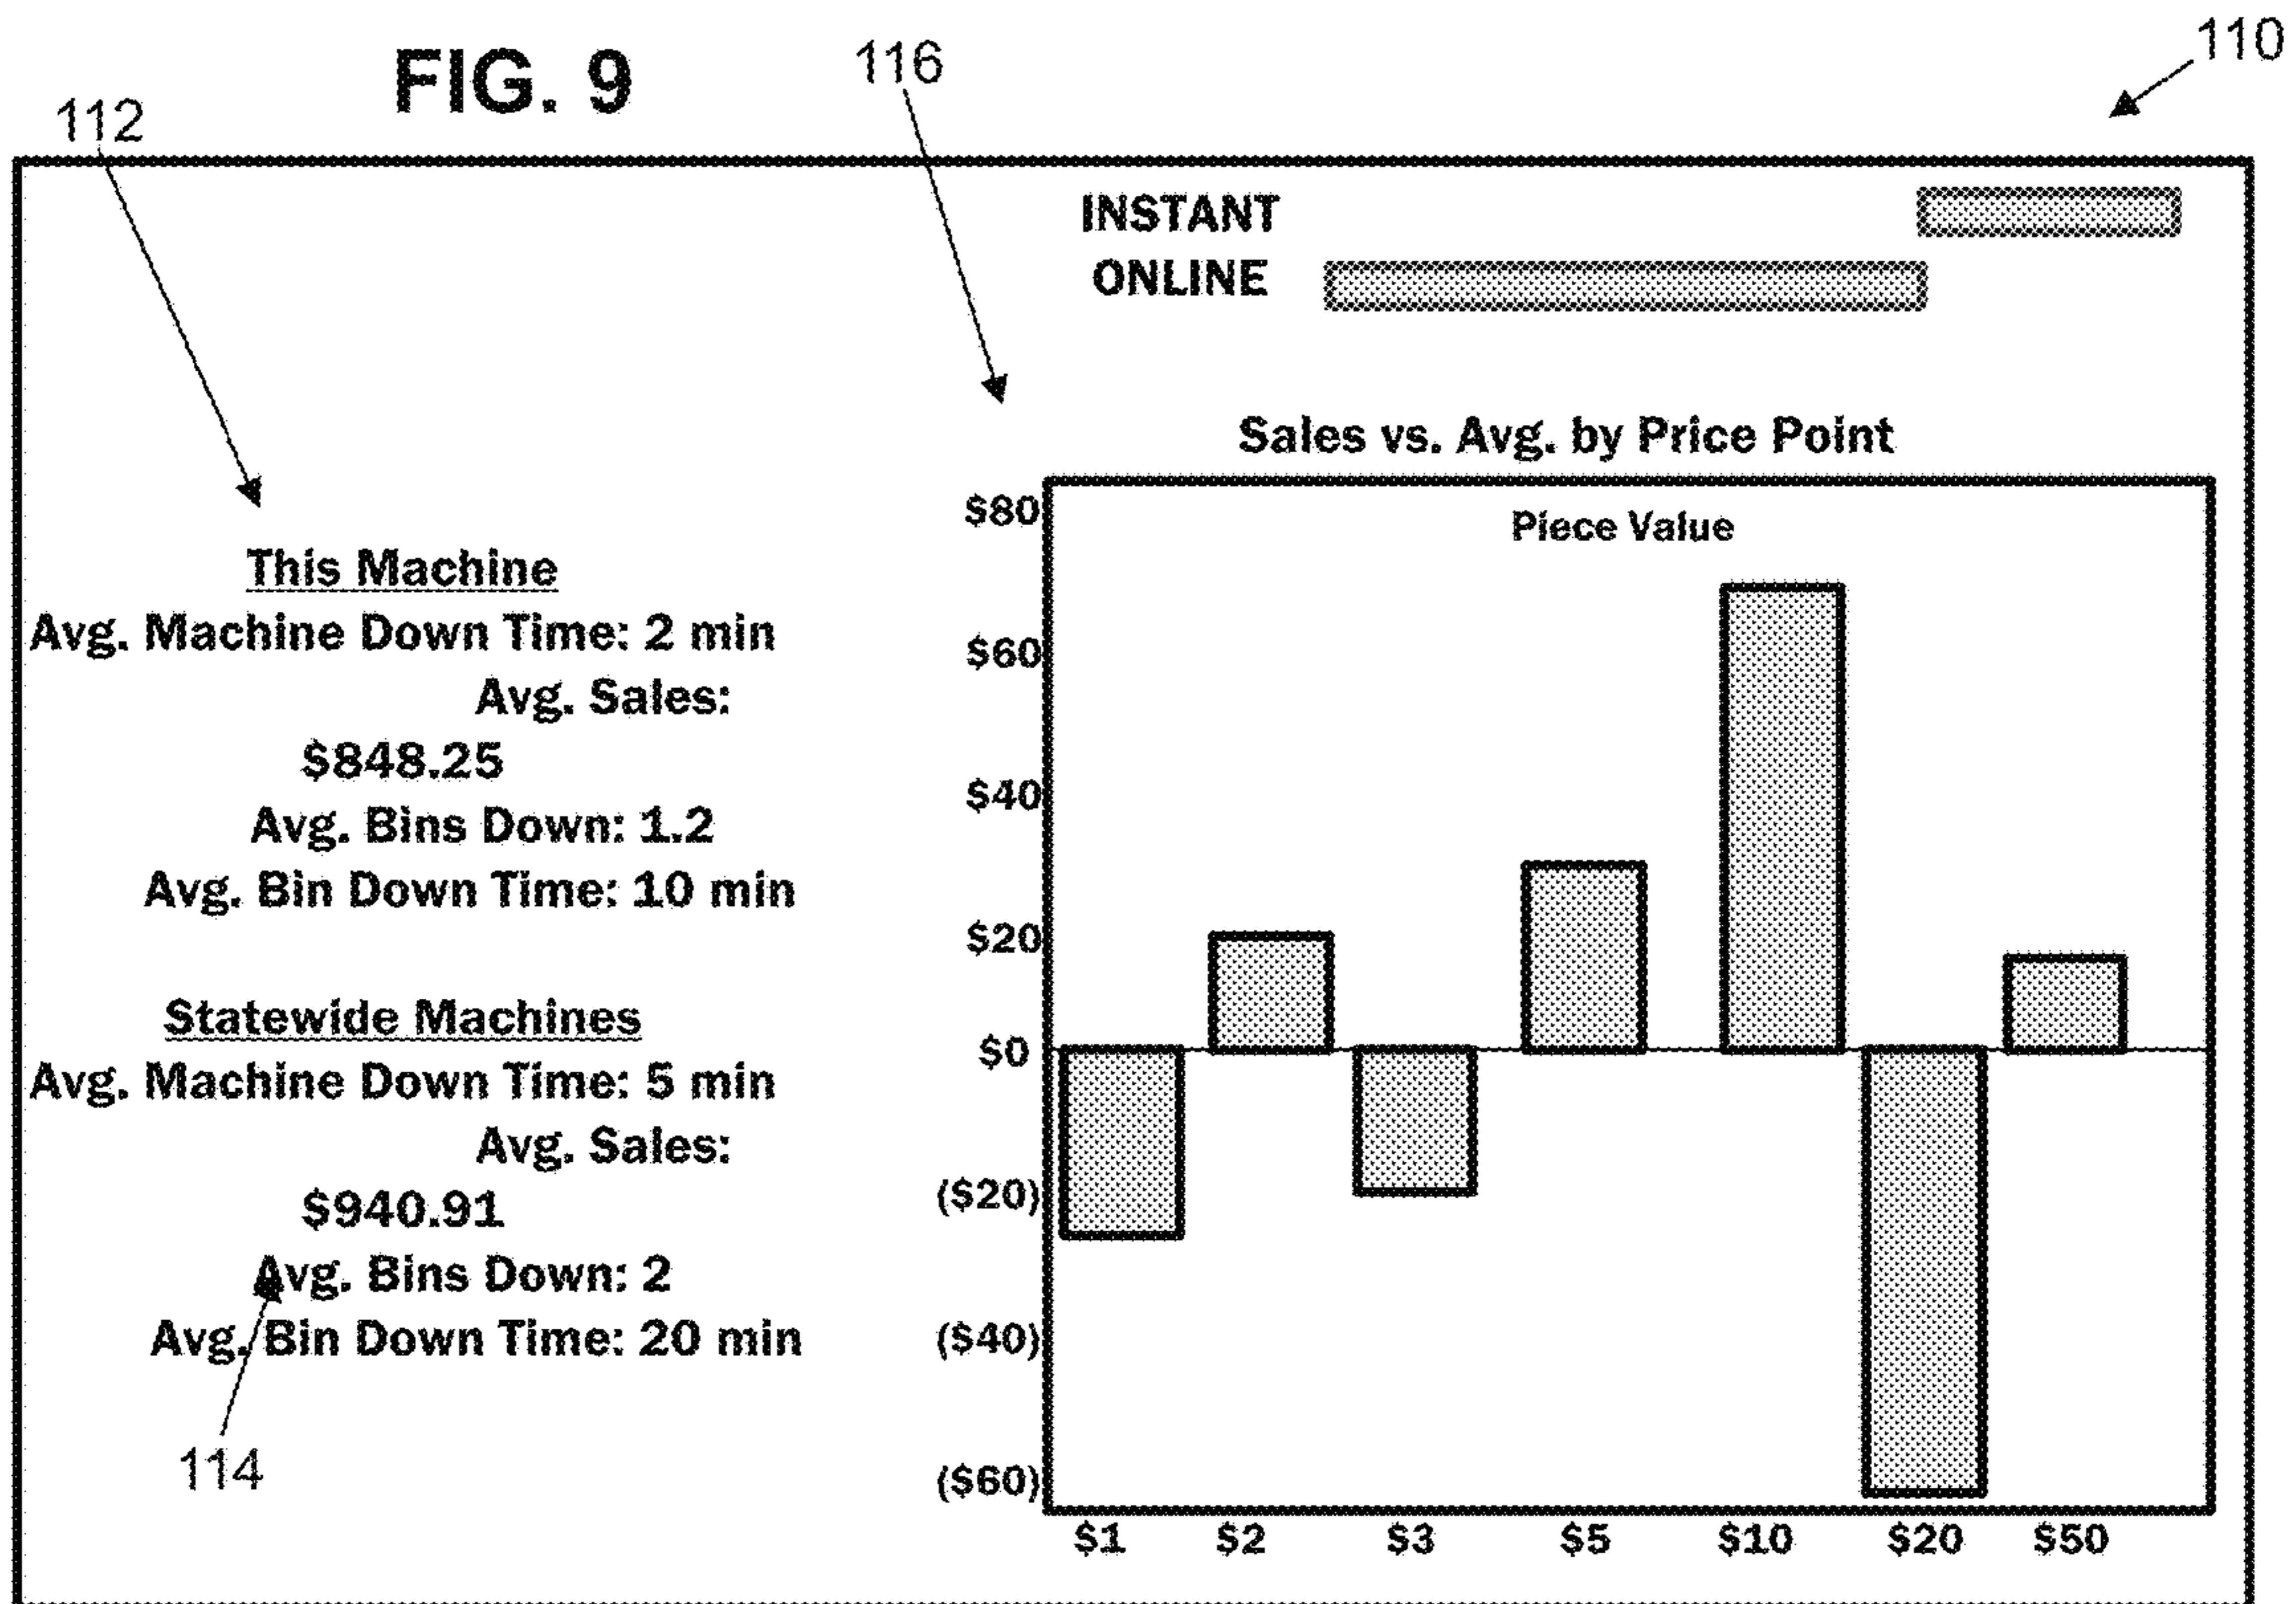 FIG. 9
116
110
112
INSTANT
ONLINE
This Machine
Avg. Machine Down Time: 2 min
Avg. Sales:
$848.25
Avg. Bins Down: 1.2
Avg. Bin Down Time: 10 min
Statewide Machines
Avg. Machine Down Time: 5 min
Avg. Sales:
$940.91
Avg. Bins Down: 2
Avg. Bin Down Time: 20 min
114
Sales vs. Avg. by Price Point
Piece Value
$80
$60
$40
$20
$0
($20)
($40)
($60)
$1 $2 $3 $5 $10 $20 $50